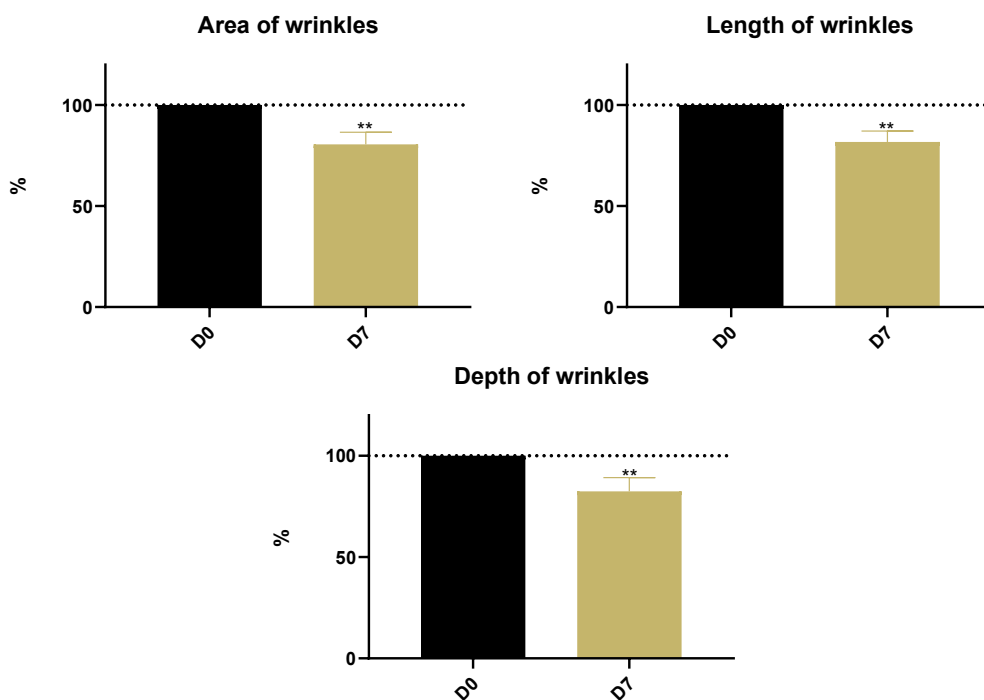 Area of wrinkles
%
100
50
0
**
D0
D7
Length of wrinkles
%
100
50
0
**
D0
D7
Depth of wrinkles
%
100
50
0
**
D0
D7